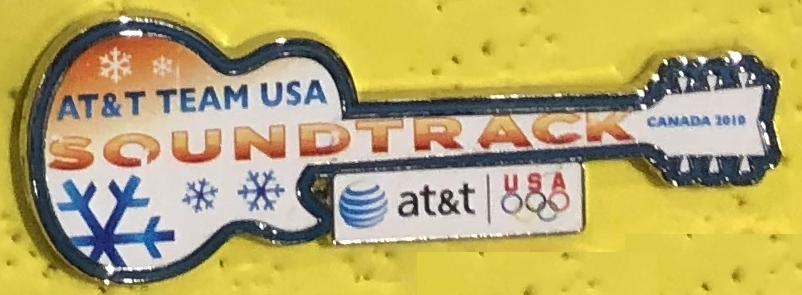 AT&T TEAM USA
SOUNDTRACK
CANADA 2010
at&t USA